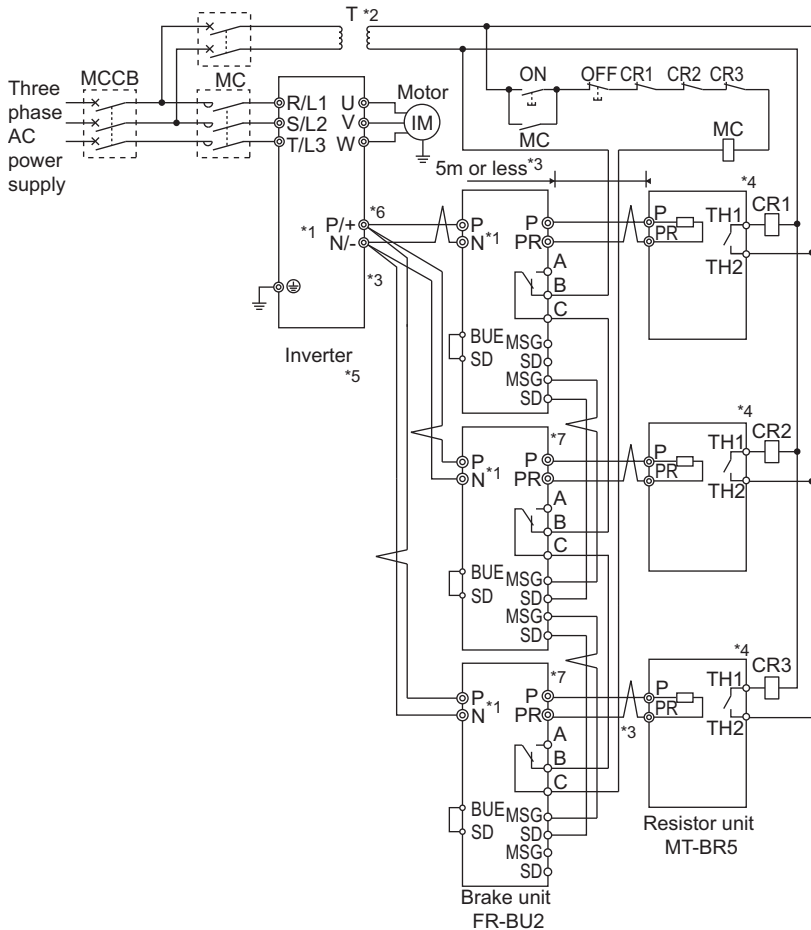 T *2
MCCB
MC
Three
phase
AC
power
supply
R/L1
S/L2
T/L3
U
V
W
Motor
IM
ON
OFF
CR1
CR2
CR3
MC
MC
5m or less*3
*1
P/+
N/-
*6
*3
Inverter
*5
P
N*1
P
PR
A
B
C
BUE
SD
MSG
SD
MSG
SD
P
PR
*4
TH1
TH2
CR1
*7
P
N*1
P
PR
A
B
C
BUE
SD
MSG
SD
MSG
SD
P
PR
*4
TH1
TH2
CR2
*7
P
N*1
P
PR
A
B
C
BUE
SD
MSG
SD
MSG
SD
*3
P
PR
*4
TH1
TH2
CR3
Resistor unit
MT-BR5
Brake unit
FR-BU2